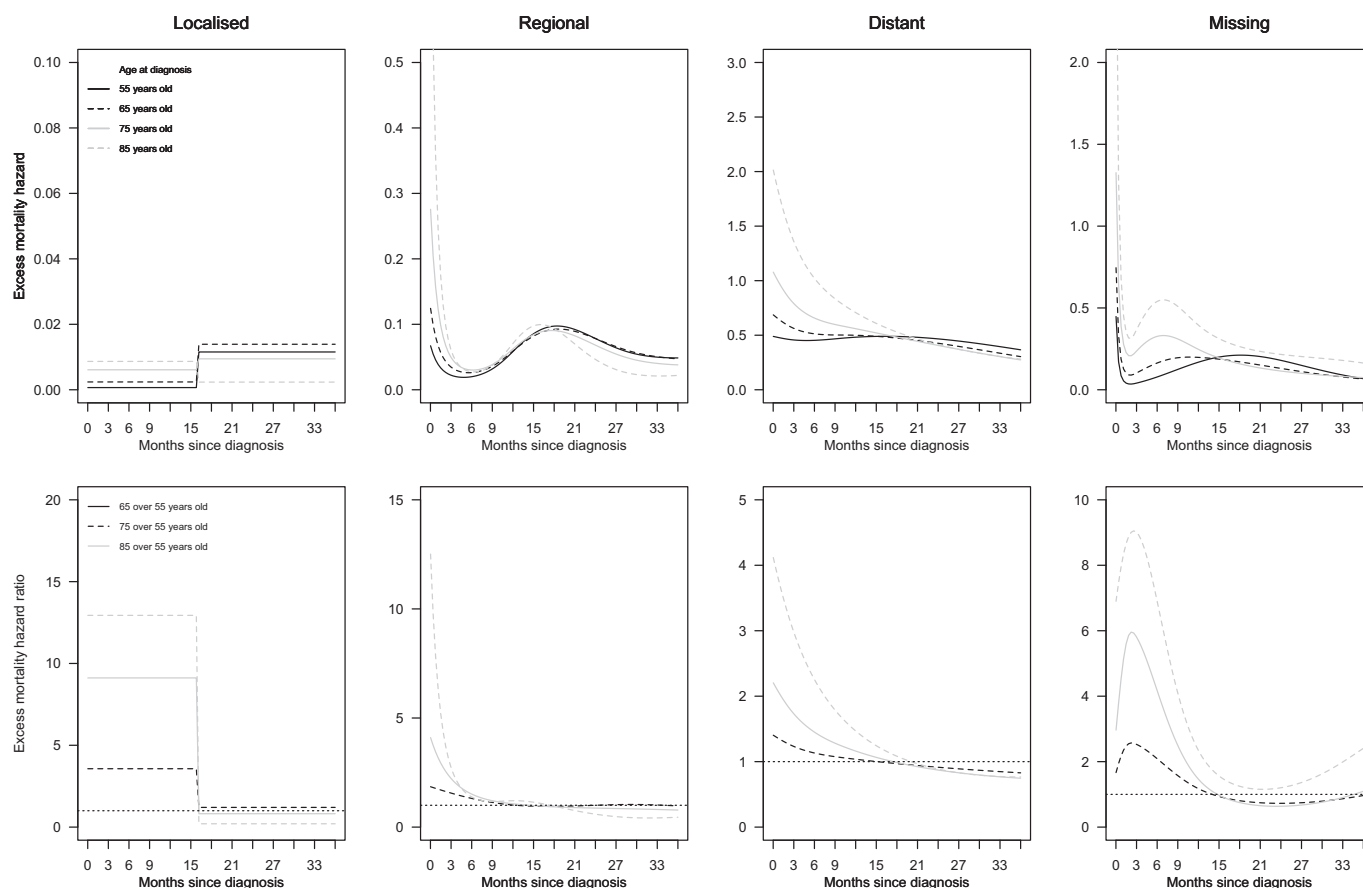 Localised Regional Distant Missing
Excess mortality hazard
0.10
0.08
0.06
0.04
0.02
0.00
Age at diagnosis
55 years old
65 years old
75 years old
85 years old
0 3 6 9 15 21 27 33
Months since diagnosis
0.5
0.4
0.3
0.2
0.1
0.0
0 3 6 9 15 21 27 33
Months since diagnosis
3.0
2.5
2.0
1.5
1.0
0.5
0.0
0 3 6 9 15 21 27 33
Months since diagnosis
2.0
1.5
1.0
0.5
0.0
0 3 6 9 15 21 27 33
Months since diagnosis
Excess mortality hazard ratio
20
15
10
5
0
65 over 55 years old
75 over 55 years old
85 over 55 years old
0 3 6 9 15 21 27 33
Months since diagnosis
15
10
5
0
0 3 6 9 15 21 27 33
Months since diagnosis
5
4
3
2
1
0
0 3 6 9 15 21 27 33
Months since diagnosis
10
8
6
4
2
0
0 3 6 9 15 21 27 33
Months since diagnosis